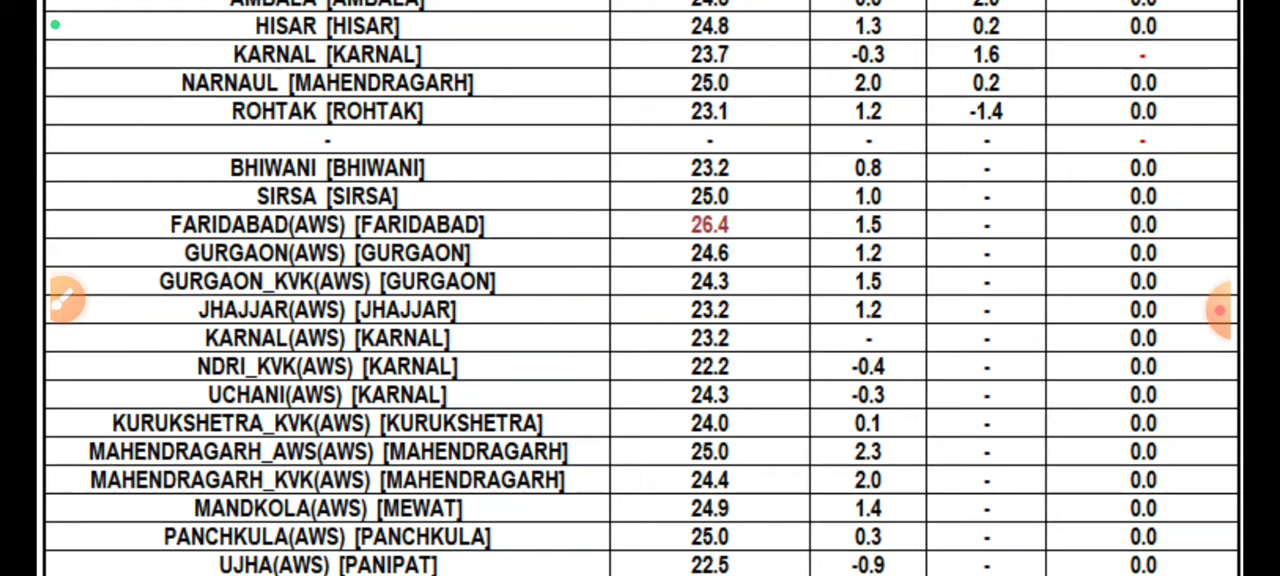 HISAR [HISAR] 24.8 1.3 0.2 0.0
KARNAL [KARNAL] 23.7 -0.3 1.6 -
NARNAUL [MAHENDRAGARH] 25.0 2.0 0.2 0.0
ROHTAK [ROHTAK] 23.1 1.2 -1.4 0.0
- - - - -
BHIWANI [BHIWANI] 23.2 0.8 - 0.0
SIRSA [SIRSA] 25.0 1.0 - 0.0
FARIDABAD(AWS) [FARIDABAD] 26.4 1.5 - 0.0
GURGAON(AWS) [GURGAON] 24.6 1.2 - 0.0
GURGAON_KVK(AWS) [GURGAON] 24.3 1.5 - 0.0
JHAJJAR(AWS) [JHAJJAR] 23.2 1.2 - 0.0
KARNAL(AWS) [KARNAL] 23.2 - - 0.0
NDRI_KVK(AWS) [KARNAL] 22.2 -0.4 - 0.0
UCHANI(AWS) [KARNAL] 24.3 -0.3 - 0.0
KURUKSHETRA_KVK(AWS) [KURUKSHETRA] 24.0 0.1 - 0.0
MAHENDRAGARH_AWS(AWS) [MAHENDRAGARH] 25.0 2.3 - 0.0
MAHENDRAGARH_KVK(AWS) [MAHENDRAGARH] 24.4 2.0 - 0.0
MANDKOLA(AWS) [MEWAT] 24.9 1.4 - 0.0
PANCHKULA(AWS) [PANCHKULA] 25.0 0.3 - 0.0
UJHA(AWS) [PANIPAT] 22.5 -0.9 - 0.0